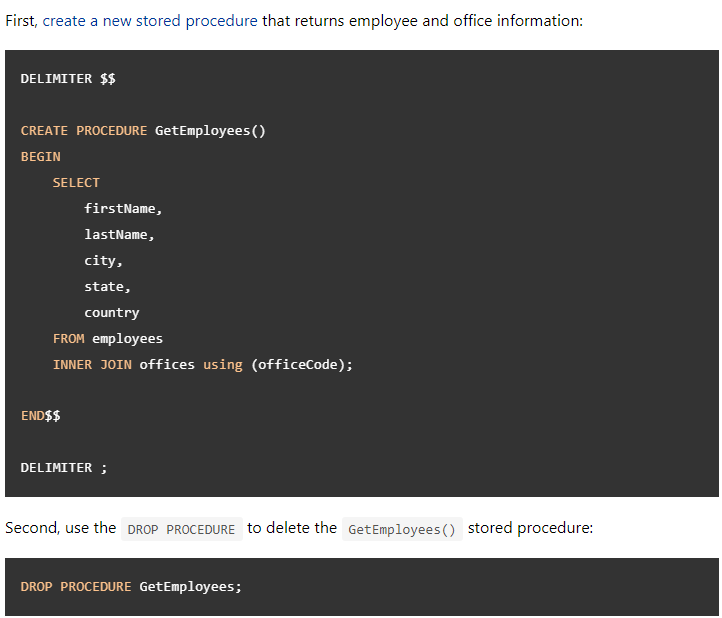 First, create a new stored procedure that returns employee and office information:
DELIMITER $$
CREATE PROCEDURE GetEmployees()
BEGIN
    SELECT
        firstName,
        lastName,
        city,
        state,
        country
    FROM employees
    INNER JOIN offices using (officeCode);
END$$
DELIMITER ;
Second, use the DROP PROCEDURE to delete the GetEmployees() stored procedure:
DROP PROCEDURE GetEmployees;